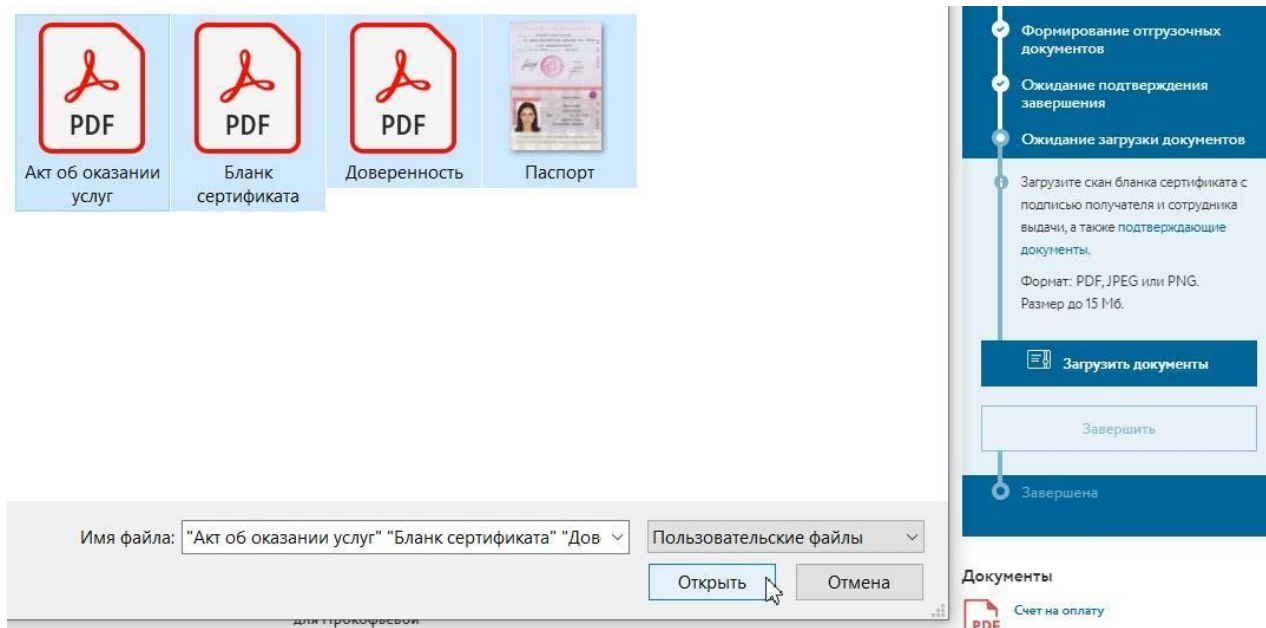 PDF
PDF
PDF
Акт об оказании
услуг
Бланк
сертификата
Доверенность
Паспорт
Имя файла:
"Акт об оказании услуг" "Бланк сертификата" "Дов
Пользовательские файлы
Открыть
Отмена
для Прокофьевой
Формирование отгрузочных
документов
Ожидание подтверждения
завершения
Ожидание загрузки документов
Загрузите скан бланка сертификата с
подписью получателя и сотрудника
выдачи, а также подтверждающие
документы.
Формат: PDF, JPEG или PNG.
Размер до 15 Мб.
Загрузить документы
Завершить
Завершена
Документы
Счет на оплату
PDF